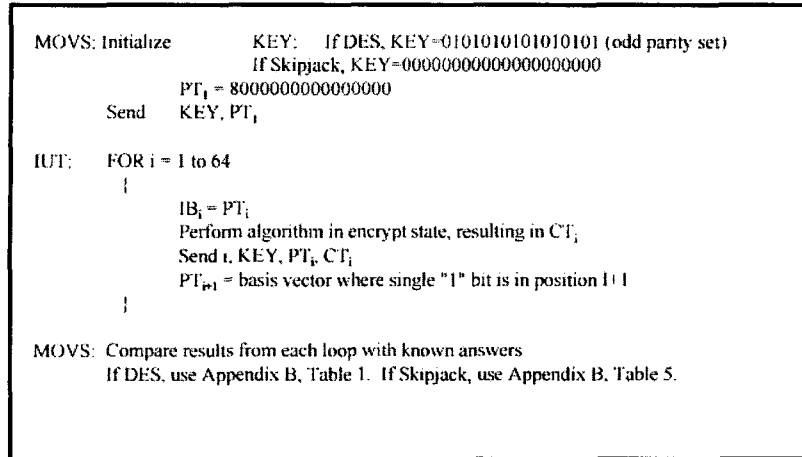 MOVS: Initialize KEY: If DES, KEY=0101010101010101 (odd parity set)
If Skipjack, KEY=00000000000000000000
PT₁ = 8000000000000000
Send KEY, PT₁
IUT: FOR i = 1 to 64
{
IBᵢ = PTᵢ
Perform algorithm in encrypt state, resulting in CTᵢ
Send i, KEY, PTᵢ, CTᵢ
PTᵢ₊₁ = basis vector where single "1" bit is in position I+1
}
MOVS: Compare results from each loop with known answers
If DES, use Appendix B, Table 1. If Skipjack, use Appendix B, Table 5.